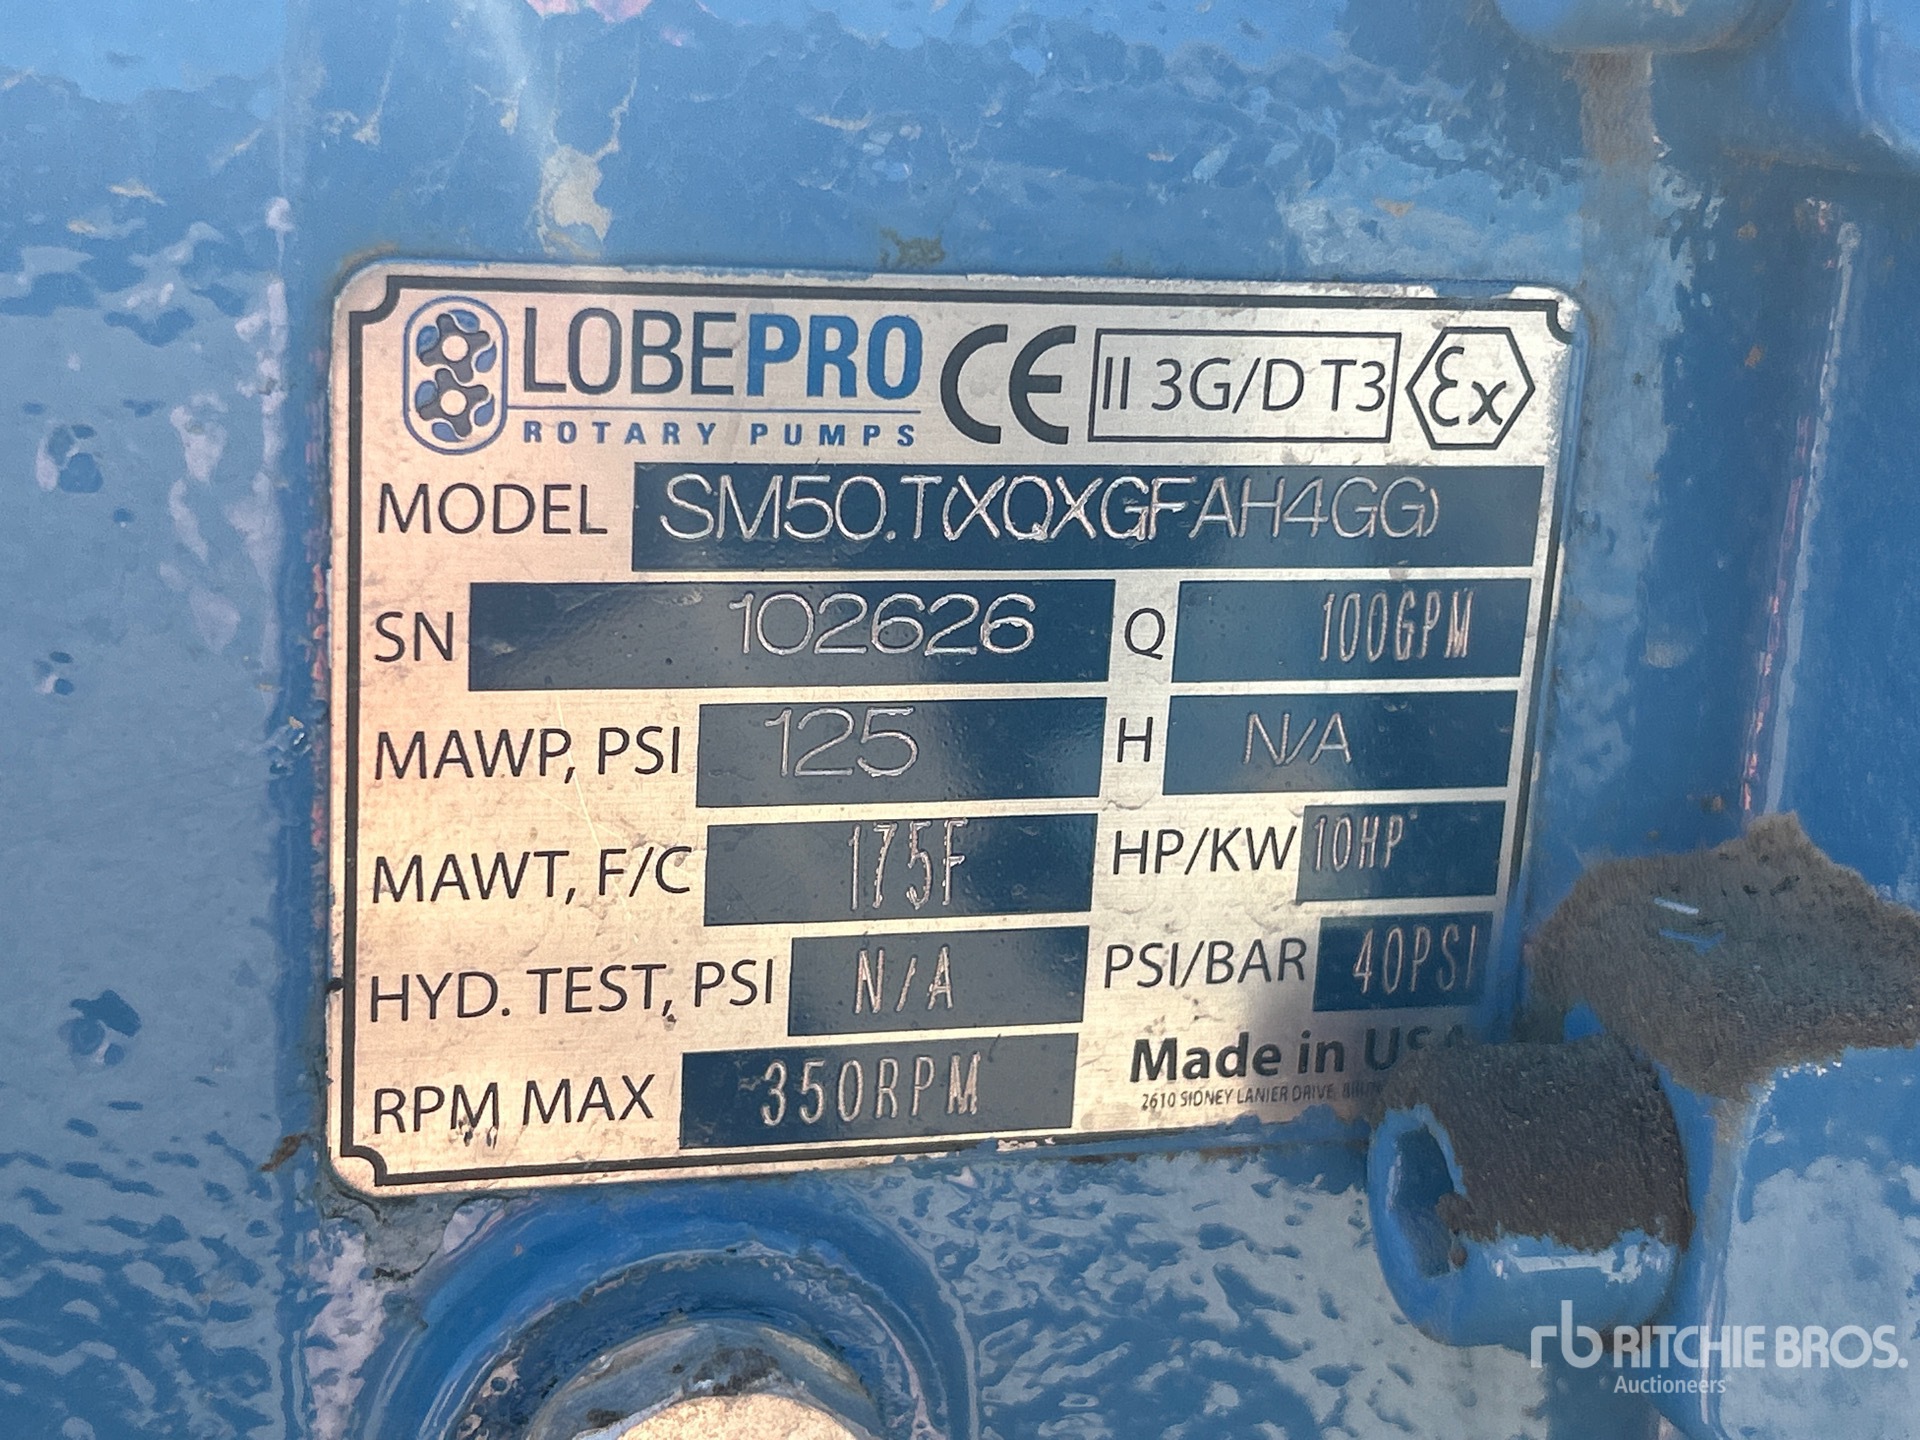 LOBEPRO
ROTARY PUMPS
CE
II 3G/D T3
Ex
MODEL SM50.T(XQXGFAH4GG)
SN 102626
Q 100GPM
MAWP, PSI 125
H N/A
MAWT, F/C 175F
HP/KW 10HP
HYD. TEST, PSI N/A
PSI/BAR 40PSI
RPM MAX 350RPM
Made in USA
2610 SIDNEY LANIER DRIVE
rb RITCHIE BROS.
Auctioneers